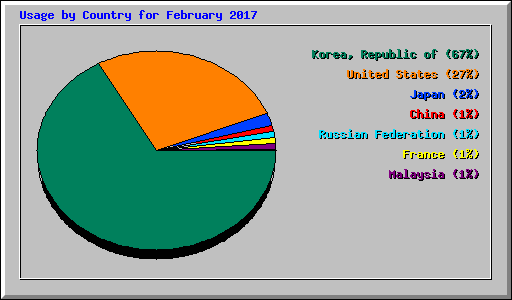 Usage by Country for February 2017
Korea, Republic of (67%)
United States (27%)
Japan (2%)
China (1%)
Russian Federation (1%)
France (1%)
Malaysia (1%)